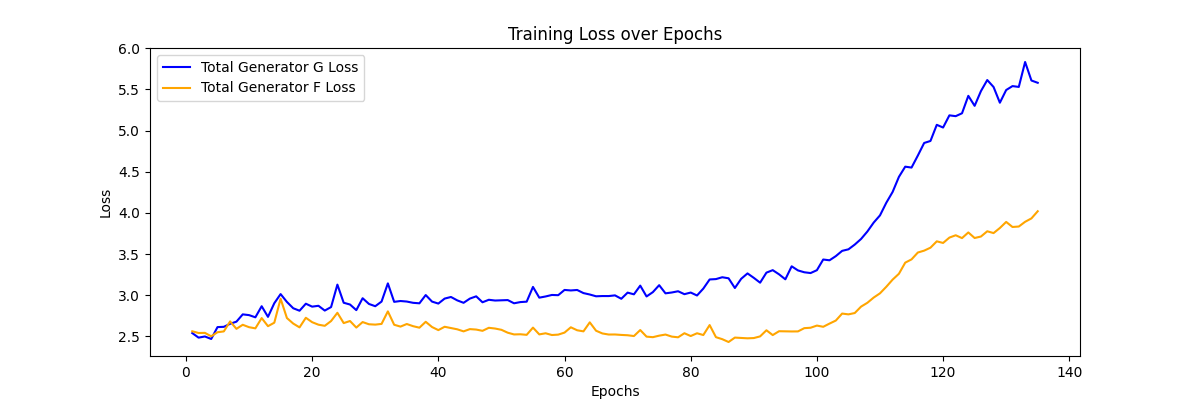 Training Loss over Epochs
Total Generator G Loss
Total Generator F Loss
Loss
6.0
5.5
5.0
4.5
4.0
3.5
3.0
2.5
0 20 40 60 80 100 120 140
Epochs